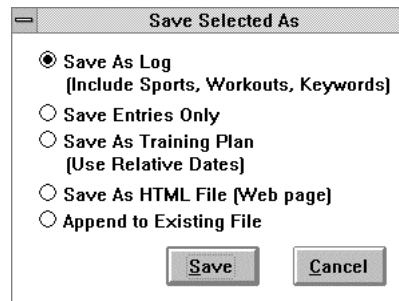 Save Selected As
Save As Log
(Include Sports, Workouts, Keywords)
Save Entries Only
Save As Training Plan
(Use Relative Dates)
Save As HTML File (Web page)
Append to Existing File
Save
Cancel